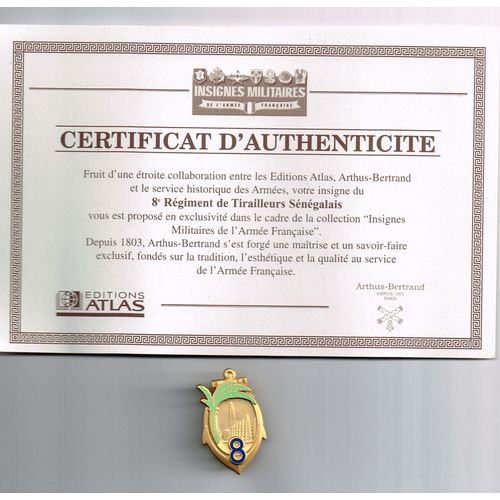 INSIGNES MILITAIRES
DE L'ARMÉE FRANÇAISE
CERTIFICAT D'AUTHENTICITE
Fruit d'une étroite collaboration entre les Editions Atlas, Arthus-Bertrand
et le service historique des Armées, votre insigne du
8e Régiment de Tirailleurs Sénégalais
vous est proposé en exclusivité dans le cadre de la collection "Insignes
Militaires de l'Armée Française".
Depuis 1803, Arthus-Bertrand s'est forgé une maîtrise et un savoir-faire
exclusif, fondés sur la tradition, l'esthétique et la qualité au service
de l'Armée Française.
EDITIONS
ATLAS
Arthus-Bertrand
DEPUIS 1803
PARIS
8